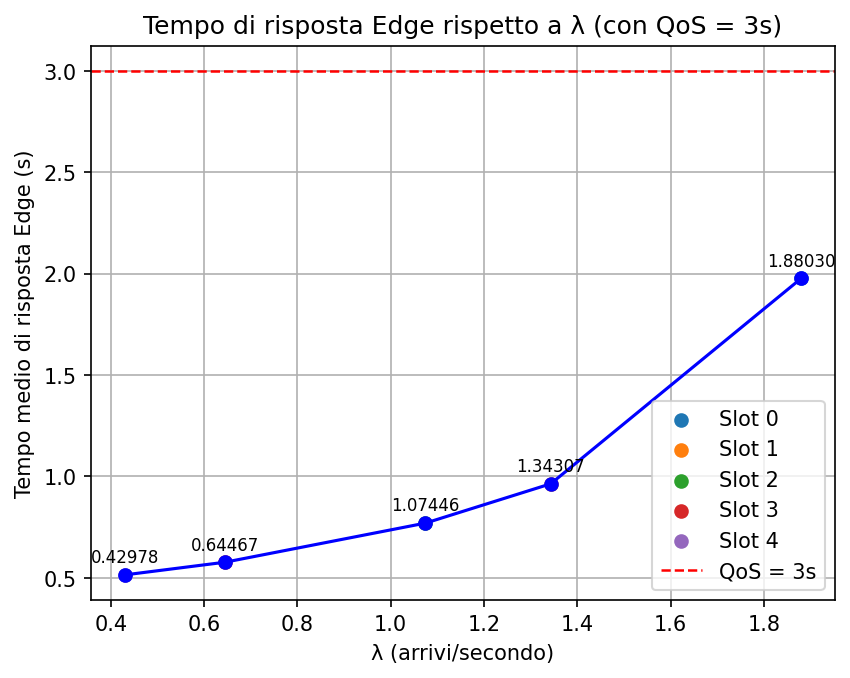 Tempo di risposta Edge rispetto a λ (con QoS = 3s)
Tempo medio di risposta Edge (s)
3.0
2.5
2.0
1.5
1.0
0.5
1.88030
1.34307
1.07446
0.64467
0.42978
Slot 0
Slot 1
Slot 2
Slot 3
Slot 4
QoS = 3s
0.4 0.6 0.8 1.0 1.2 1.4 1.6 1.8
λ (arrivi/secondo)